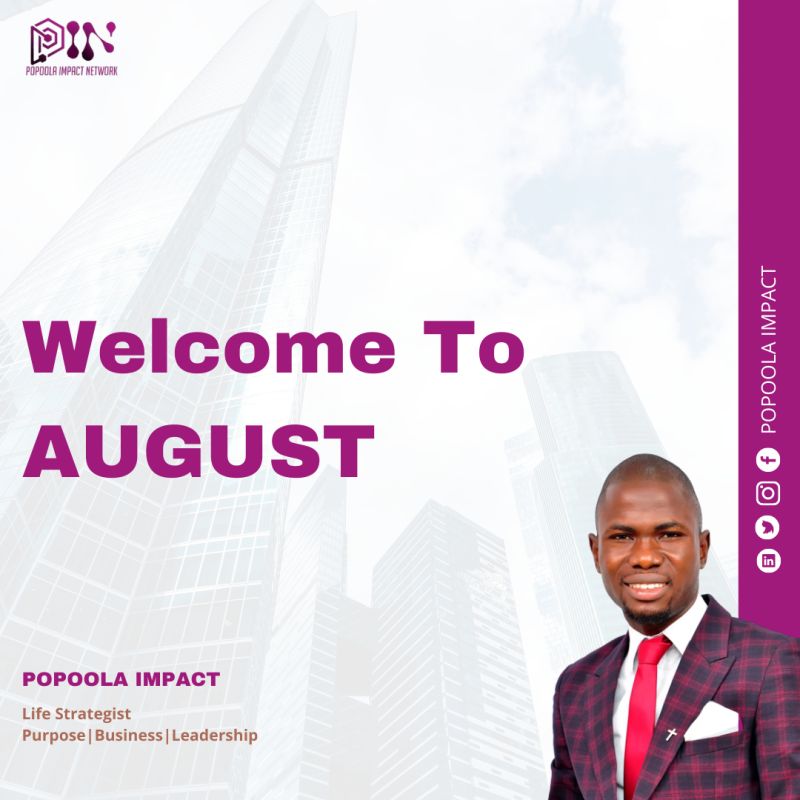 PIN
POPOOLA IMPACT NETWORK
Welcome To
AUGUST
POPOOLA IMPACT
Life Strategist
Purpose|Business|Leadership
POPOOLA IMPACT